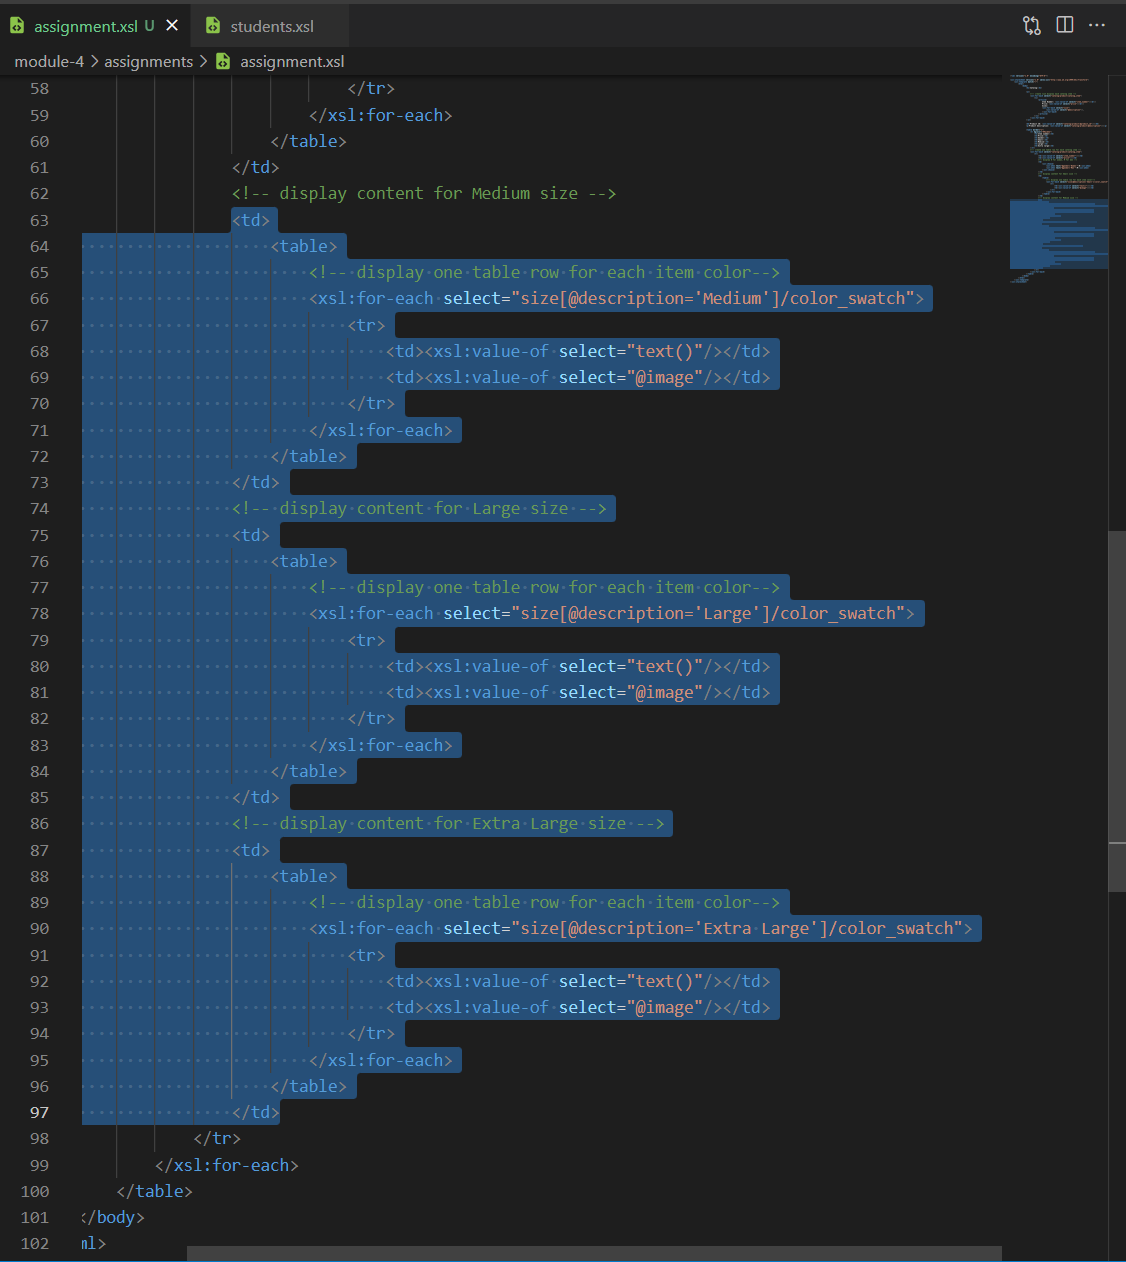 assignment.xsl U × students.xsl ...
module-4 > assignments > assignment.xsl
58 </tr>
59 </xsl:for-each>
60 </table>
61 </td>
62 <!-- display content for Medium size -->
63 <td>
64 <table>
65 <!-- display one table row for each item color-->
66 <xsl:for-each select="size[@description='Medium']/color_swatch">
67 <tr>
68 <td><xsl:value-of select="text()"/></td>
69 <td><xsl:value-of select="@image"/></td>
70 </tr>
71 </xsl:for-each>
72 </table>
73 </td>
74 <!-- display content for Large size -->
75 <td>
76 <table>
77 <!-- display one table row for each item color-->
78 <xsl:for-each select="size[@description='Large']/color_swatch">
79 <tr>
80 <td><xsl:value-of select="text()"/></td>
81 <td><xsl:value-of select="@image"/></td>
82 </tr>
83 </xsl:for-each>
84 </table>
85 </td>
86 <!-- display content for Extra Large size -->
87 <td>
88 <table>
89 <!-- display one table row for each item color-->
90 <xsl:for-each select="size[@description='Extra Large']/color_swatch">
91 <tr>
92 <td><xsl:value-of select="text()"/></td>
93 <td><xsl:value-of select="@image"/></td>
94 </tr>
95 </xsl:for-each>
96 </table>
97 </td>
98 </tr>
99 </xsl:for-each>
100 </table>
101 </body>
102 ml>